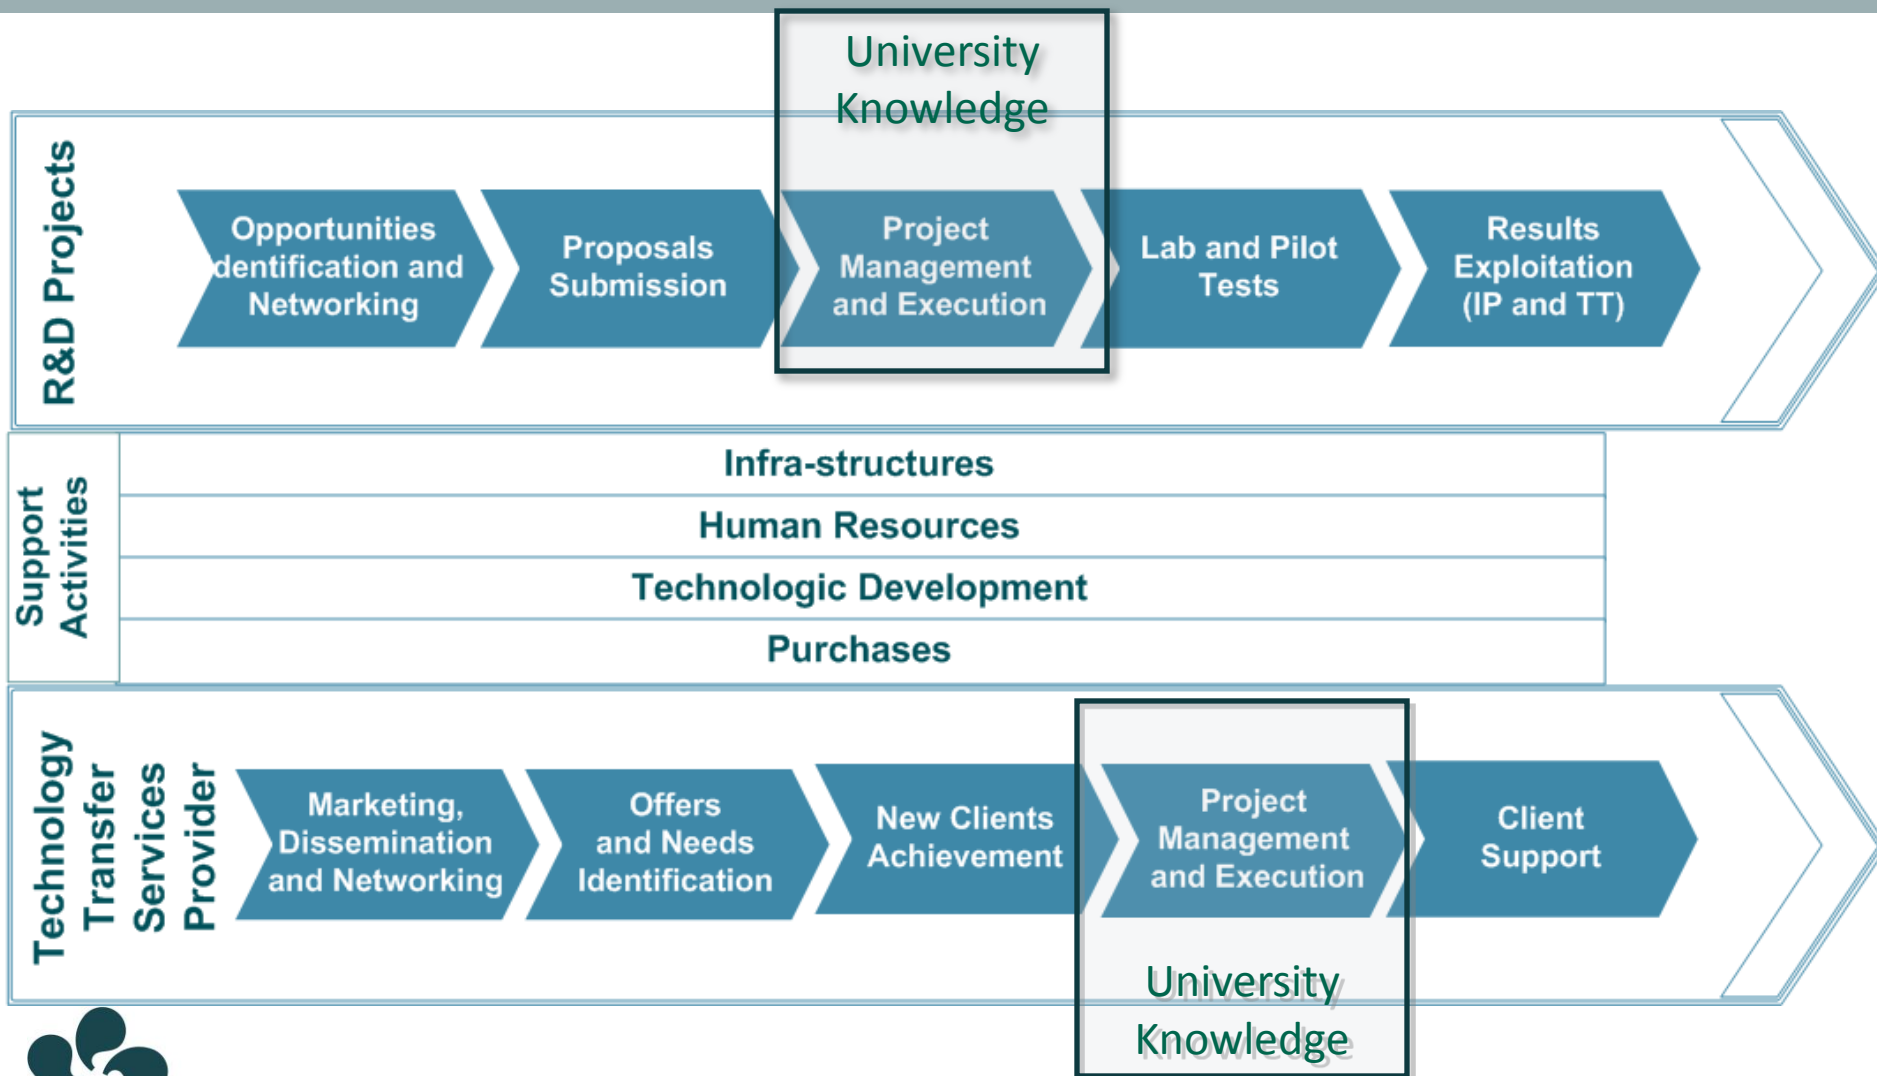 University
Knowledge
R&D Projects
Opportunities
dentification and
Networking
Proposals
Submission
Project
Management
and Execution
Lab and Pilot
Tests
Results
Exploitation
(IP and TT)
Support
Activities
Infra-structures
Human Resources
Technologic Development
Purchases
Technology
Transfer
Services
Provider
Marketing,
Dissemination
and Networking
Offers
and Needs
Identification
New Clients
Achievement
Project
Management
and Execution
Client
Support
University
Knowledge